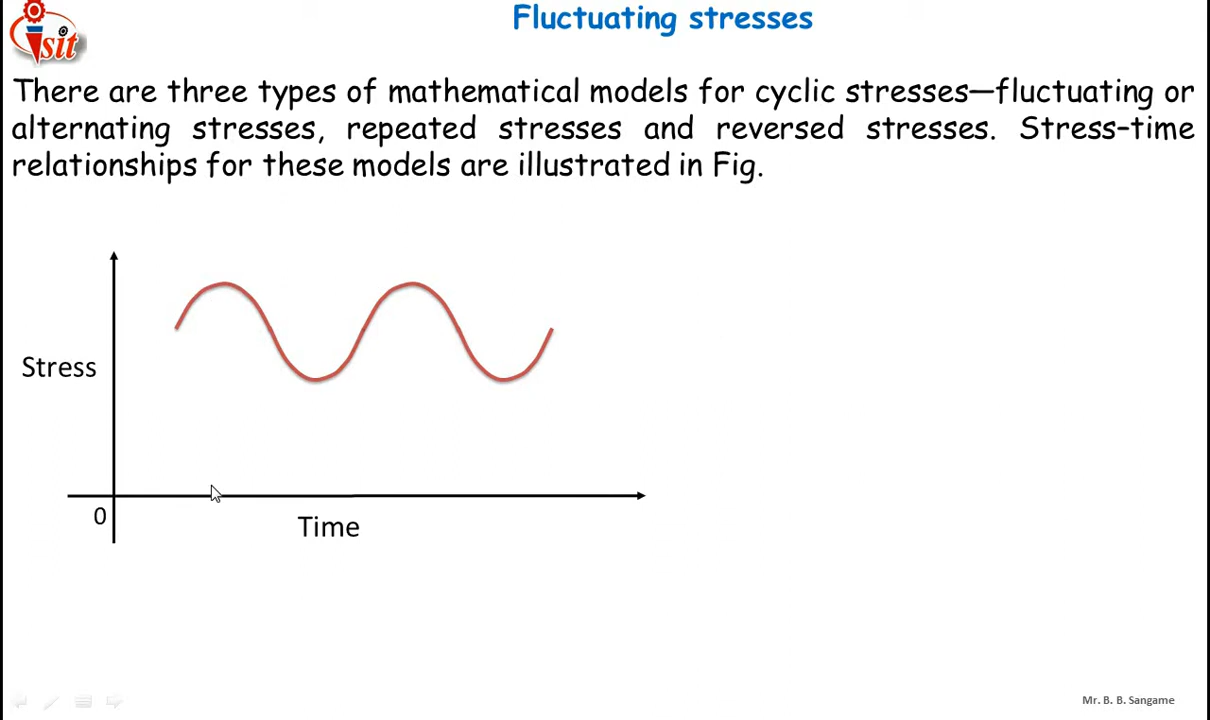 Fluctuating stresses
sit
There are three types of mathematical models for cyclic stresses—fluctuating or
alternating stresses, repeated stresses and reversed stresses. Stress–time
relationships for these models are illustrated in Fig.
Stress
0
Time
Mr. B. B. Sangame